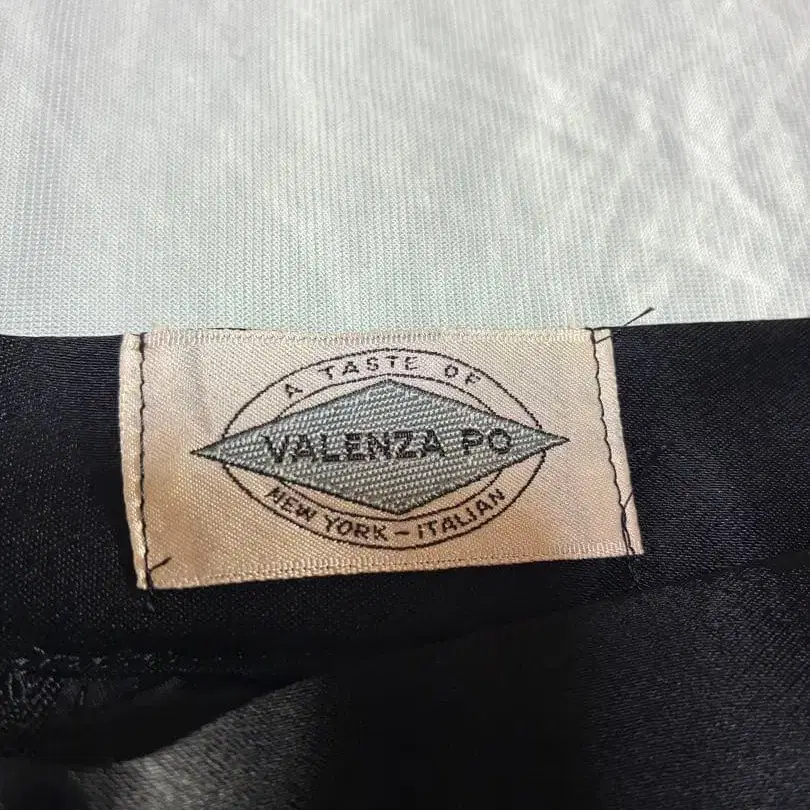 A TASTE OF
VALENZA PO
NEW YORK – iTALiAN